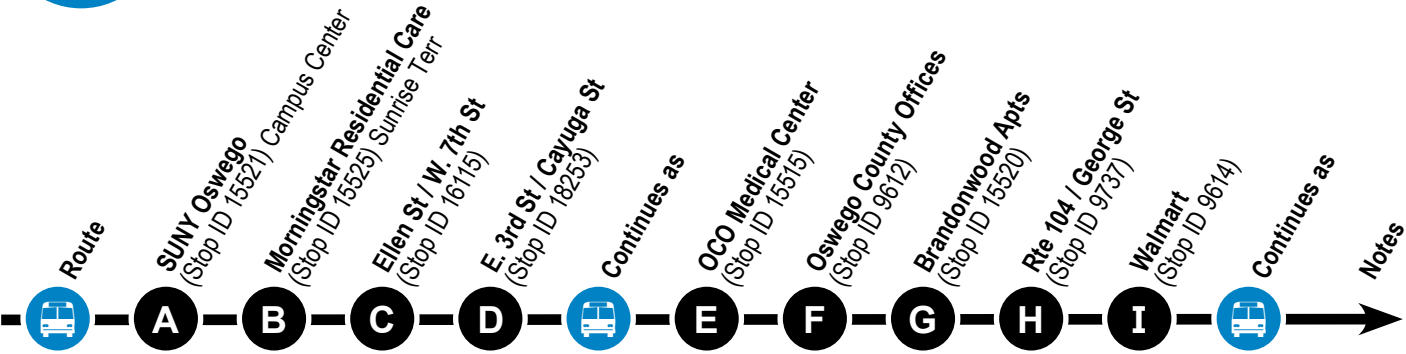 Route
SUNY Oswego
(Stop ID 15521) Campus Center
Morningstar Residential Care
(Stop ID 15525) Sunrise Terr
Ellen St / W. 7th St
(Stop ID 16115)
E. 3rd St / Cayuga St
(Stop ID 18253)
Continues as
OCO Medical Center
(Stop ID 15515)
Oswego County Offices
(Stop ID 9612)
Brandonwood Apts
(Stop ID 15520)
Rte 104 / George St
(Stop ID 9737)
Walmart
(Stop ID 9614)
Continues as
Notes
A B C D E F G H I